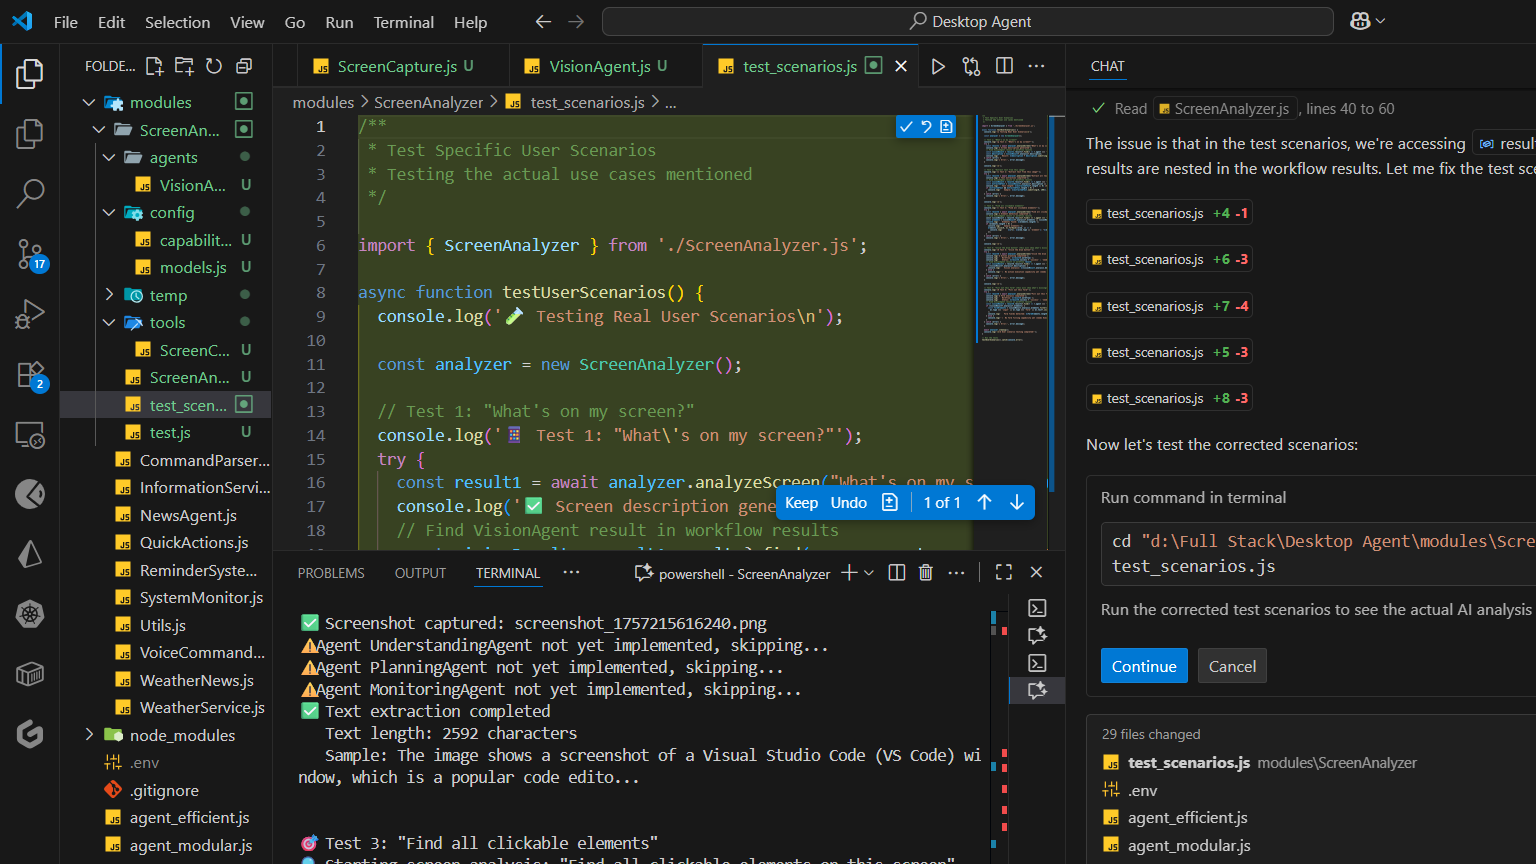 File Edit Selection View Go Run Terminal Help
Desktop Agent
FOLDE...
modules
ScreenAn...
agents
VisionA... U
config
capabilit... U
models.js U
temp
tools
ScreenC... U
ScreenAn... U
test_scen...
test.js U
CommandParser...
InformationServi...
NewsAgent.js
QuickActions.js
ReminderSyste...
SystemMonitor.js
Utils.js
VoiceCommand...
WeatherNews.js
WeatherService.js
node_modules
.env
.gitignore
agent_efficient.js
agent_modular.js
17
2
ScreenCapture.js U
VisionAgent.js U
test_scenarios.js
modules > ScreenAnalyzer > test_scenarios.js > ...
1 /**
2 * Test Specific User Scenarios
3 * Testing the actual use cases mentioned
4 */
5
6 import { ScreenAnalyzer } from './ScreenAnalyzer.js';
7
8 async function testUserScenarios() {
9 console.log('🧪 Testing Real User Scenarios\n');
10
11 const analyzer = new ScreenAnalyzer();
12
13 // Test 1: "What's on my screen?"
14 console.log('📱 Test 1: "What\'s on my screen?"');
15 try {
16 const result1 = await analyzer.analyzeScreen("What's on my s
17 console.log('✅ Screen description gene
18 // Find VisionAgent result in workflow results
Keep Undo 1 of 1
PROBLEMS OUTPUT TERMINAL ...
powershell - ScreenAnalyzer
✅ Screenshot captured: screenshot_1757215616240.png
⚠️Agent UnderstandingAgent not yet implemented, skipping...
⚠️Agent PlanningAgent not yet implemented, skipping...
⚠️Agent MonitoringAgent not yet implemented, skipping...
✅ Text extraction completed
Text length: 2592 characters
Sample: The image shows a screenshot of a Visual Studio Code (VS Code) wi
ndow, which is a popular code edito...
🎯 Test 3: "Find all clickable elements"
🔍 Starting screen analysis: "Find all clickable elements on this screen"
CHAT
Read ScreenAnalyzer.js, lines 40 to 60
The issue is that in the test scenarios, we're accessing result
results are nested in the workflow results. Let me fix the test sce
test_scenarios.js +4 -1
test_scenarios.js +6 -3
test_scenarios.js +7 -4
test_scenarios.js +5 -3
test_scenarios.js +8 -3
Now let's test the corrected scenarios:
Run command in terminal
cd "d:\Full Stack\Desktop Agent\modules\Scre
test_scenarios.js
Run the corrected test scenarios to see the actual AI analysis
Continue Cancel
29 files changed
test_scenarios.js modules\ScreenAnalyzer
.env
agent_efficient.js
agent_modular.js